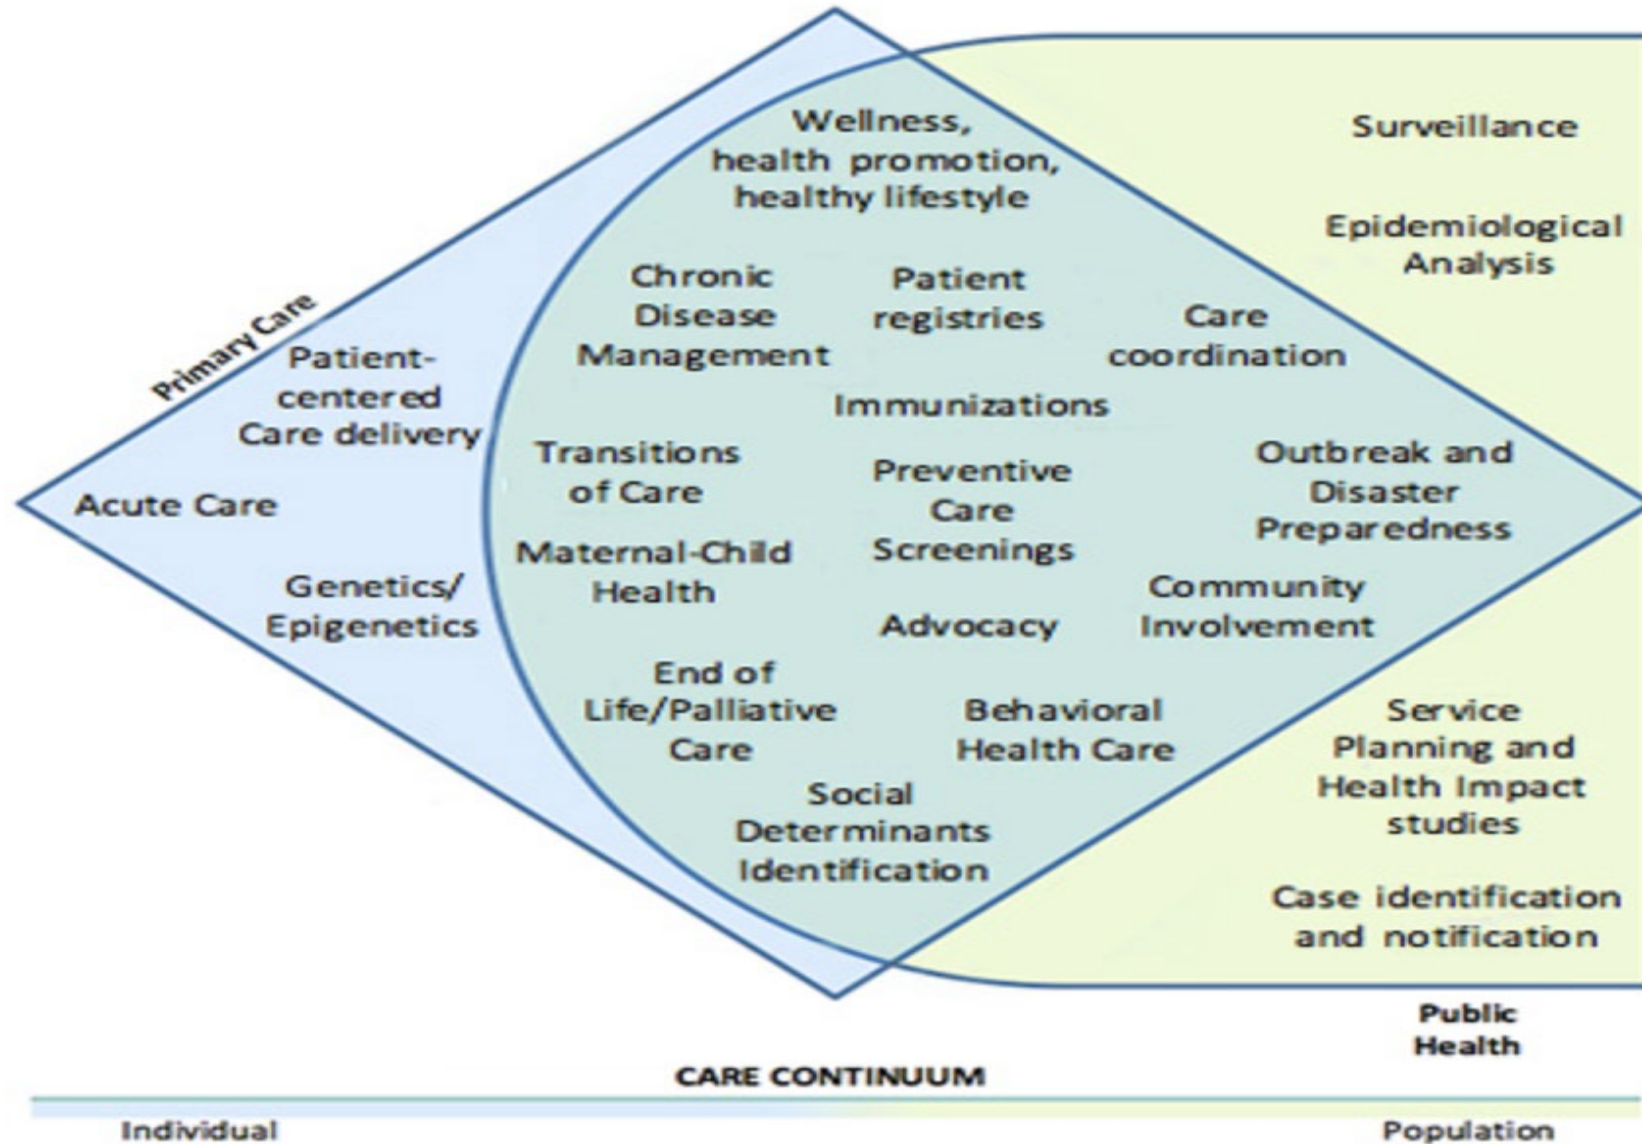 Wellness,
health promotion,
healthy lifestyle
Surveillance
Epidemiological
Analysis
Primary Care
Chronic
Disease
Management
Patient
registries
Care
coordination
Patient-
centered
Care delivery
Immunizations
Acute Care
Transitions
of Care
Preventive
Care
Screenings
Outbreak and
Disaster
Preparedness
Genetics/
Epigenetics
Maternal-Child
Health
Advocacy
Community
Involvement
End of
Life/Palliative
Care
Behavioral
Health Care
Service
Planning and
Health Impact
studies
Social
Determinants
Identification
Case identification
and notification
Public
Health
CARE CONTINUUM
Individual
Population